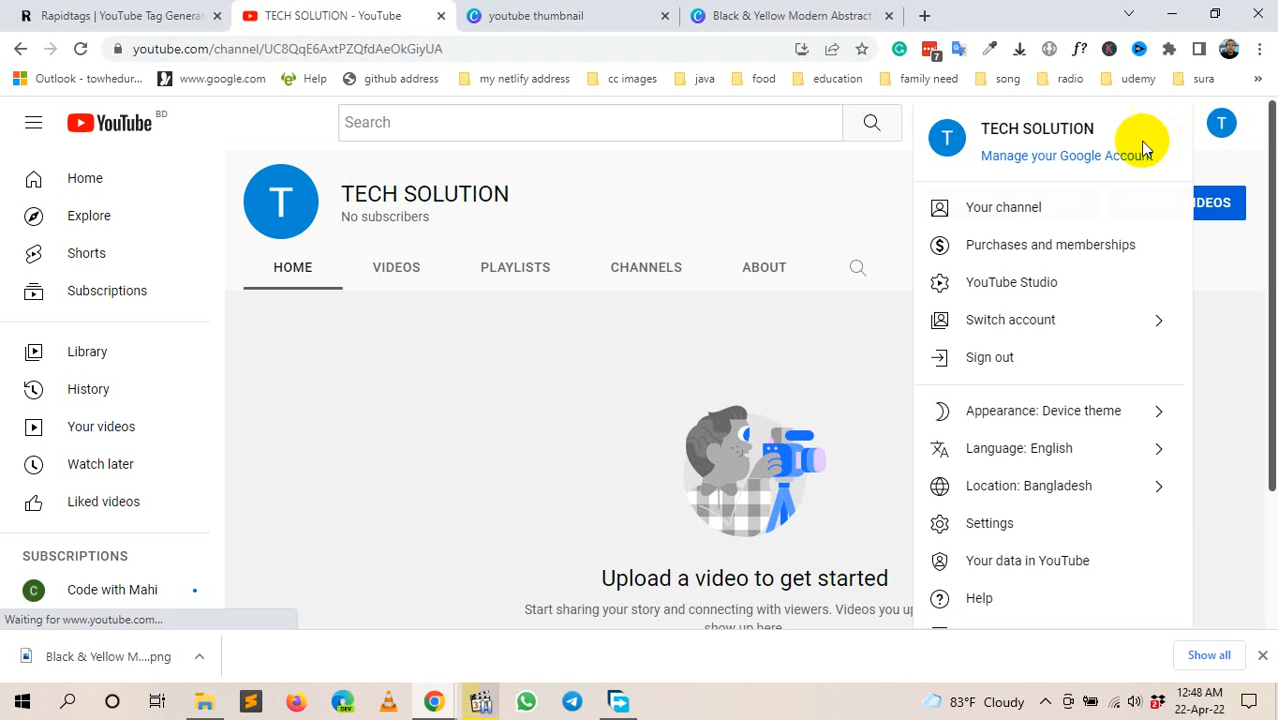 Rapidtags | YouTube Tag Generat
TECH SOLUTION - YouTube
youtube thumbnail
Black & Yellow Modern Abstract
youtube.com/channel/UC8QqE6AxtPZQfdAeOkGiyUA
7
Outlook - towhedur...
www.google.com
Help
github address
my netlify address
cc images
java
food
education
family need
song
radio
udemy
sura
»
YouTube BD
Search
T
Home
Explore
Shorts
Subscriptions
Library
History
Your videos
Watch later
Liked videos
SUBSCRIPTIONS
C Code with Mahi
T
TECH SOLUTION
No subscribers
HOME
VIDEOS
PLAYLISTS
CHANNELS
ABOUT
Upload a video to get started
Start sharing your story and connecting with viewers. Videos you up
show up here.
T
TECH SOLUTION
Manage your Google Account
IDEOS
Your channel
Purchases and memberships
YouTube Studio
Switch account
Sign out
Appearance: Device theme
Language: English
Location: Bangladesh
Settings
Your data in YouTube
Help
Waiting for www.youtube.com...
Black & Yellow M....png
Show all
DEV
83°F Cloudy
2
12:48 AM
22-Apr-22